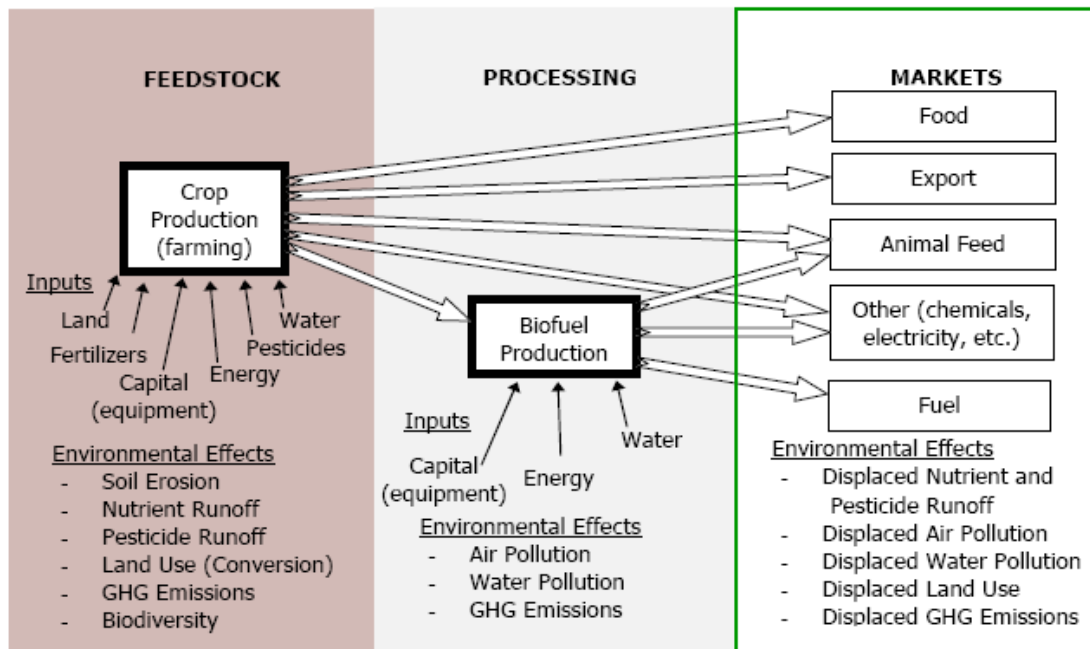 FEEDSTOCK
Crop
Production
(farming)
Inputs
Land
Fertilizers
Capital
(equipment)
Energy
Water
Pesticides
Environmental Effects
- Soil Erosion
- Nutrient Runoff
- Pesticide Runoff
- Land Use (Conversion)
- GHG Emissions
- Biodiversity
PROCESSING
Biofuel
Production
Inputs
Capital
(equipment)
Energy
Water
Environmental Effects
- Air Pollution
- Water Pollution
- GHG Emissions
MARKETS
Food
Export
Animal Feed
Other (chemicals,
electricity, etc.)
Fuel
Environmental Effects
- Displaced Nutrient and
Pesticide Runoff
- Displaced Air Pollution
- Displaced Water Pollution
- Displaced Land Use
- Displaced GHG Emissions